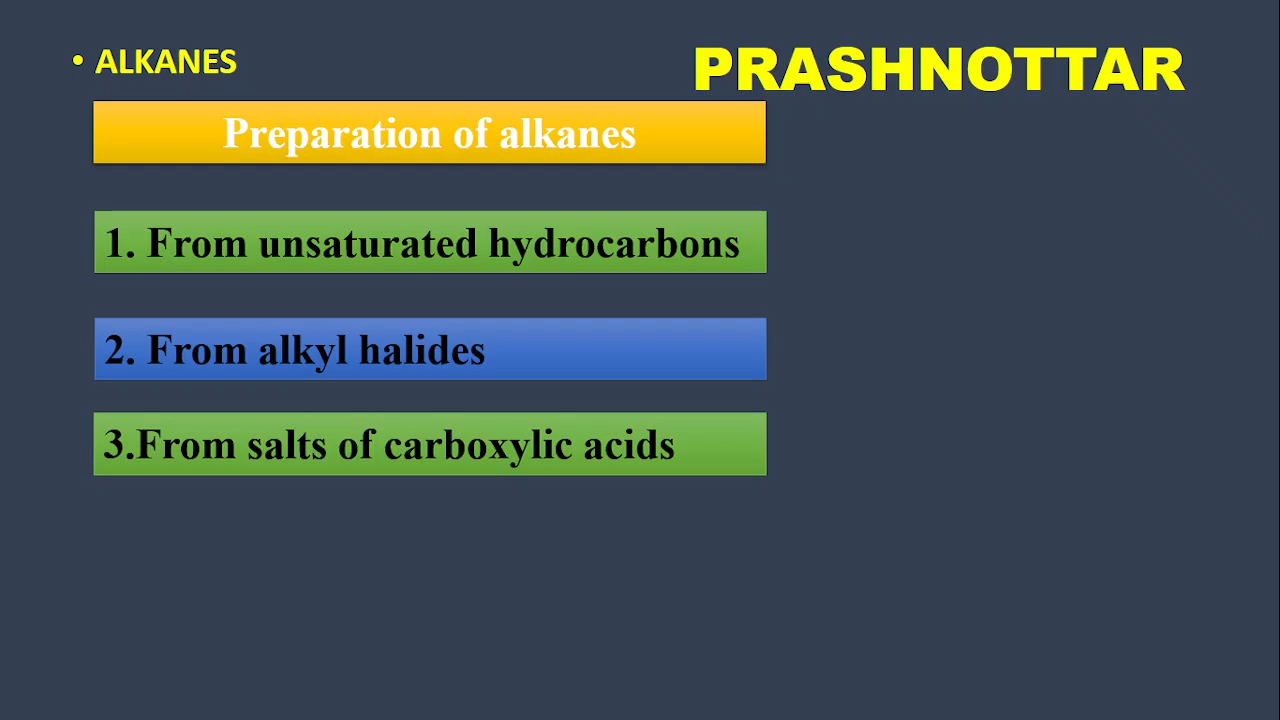 • ALKANES
PRASHNOTTAR
Preparation of alkanes
1. From unsaturated hydrocarbons
2. From alkyl halides
3.From salts of carboxylic acids